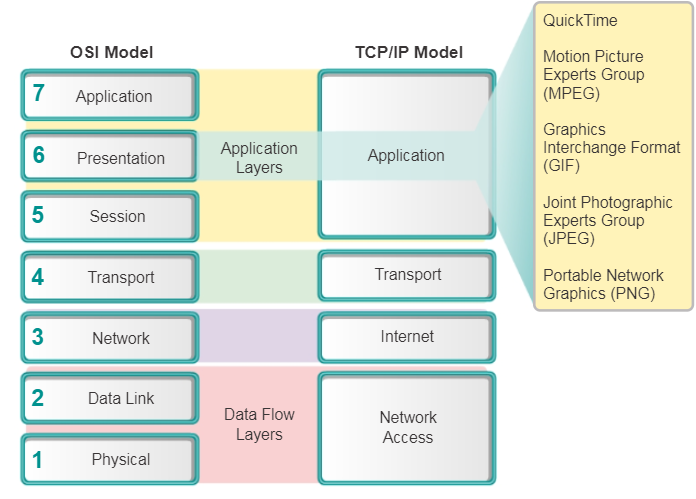 OSI Model
TCP/IP Model
7
Application
6
Presentation
5
Session
4
Transport
3
Network
2
Data Link
1
Physical
Application
Layers
Data Flow
Layers
Application
Transport
Internet
Network
Access
QuickTime
Motion Picture
Experts Group
(MPEG)
Graphics
Interchange Format
(GIF)
Joint Photographic
Experts Group
(JPEG)
Portable Network
Graphics (PNG)